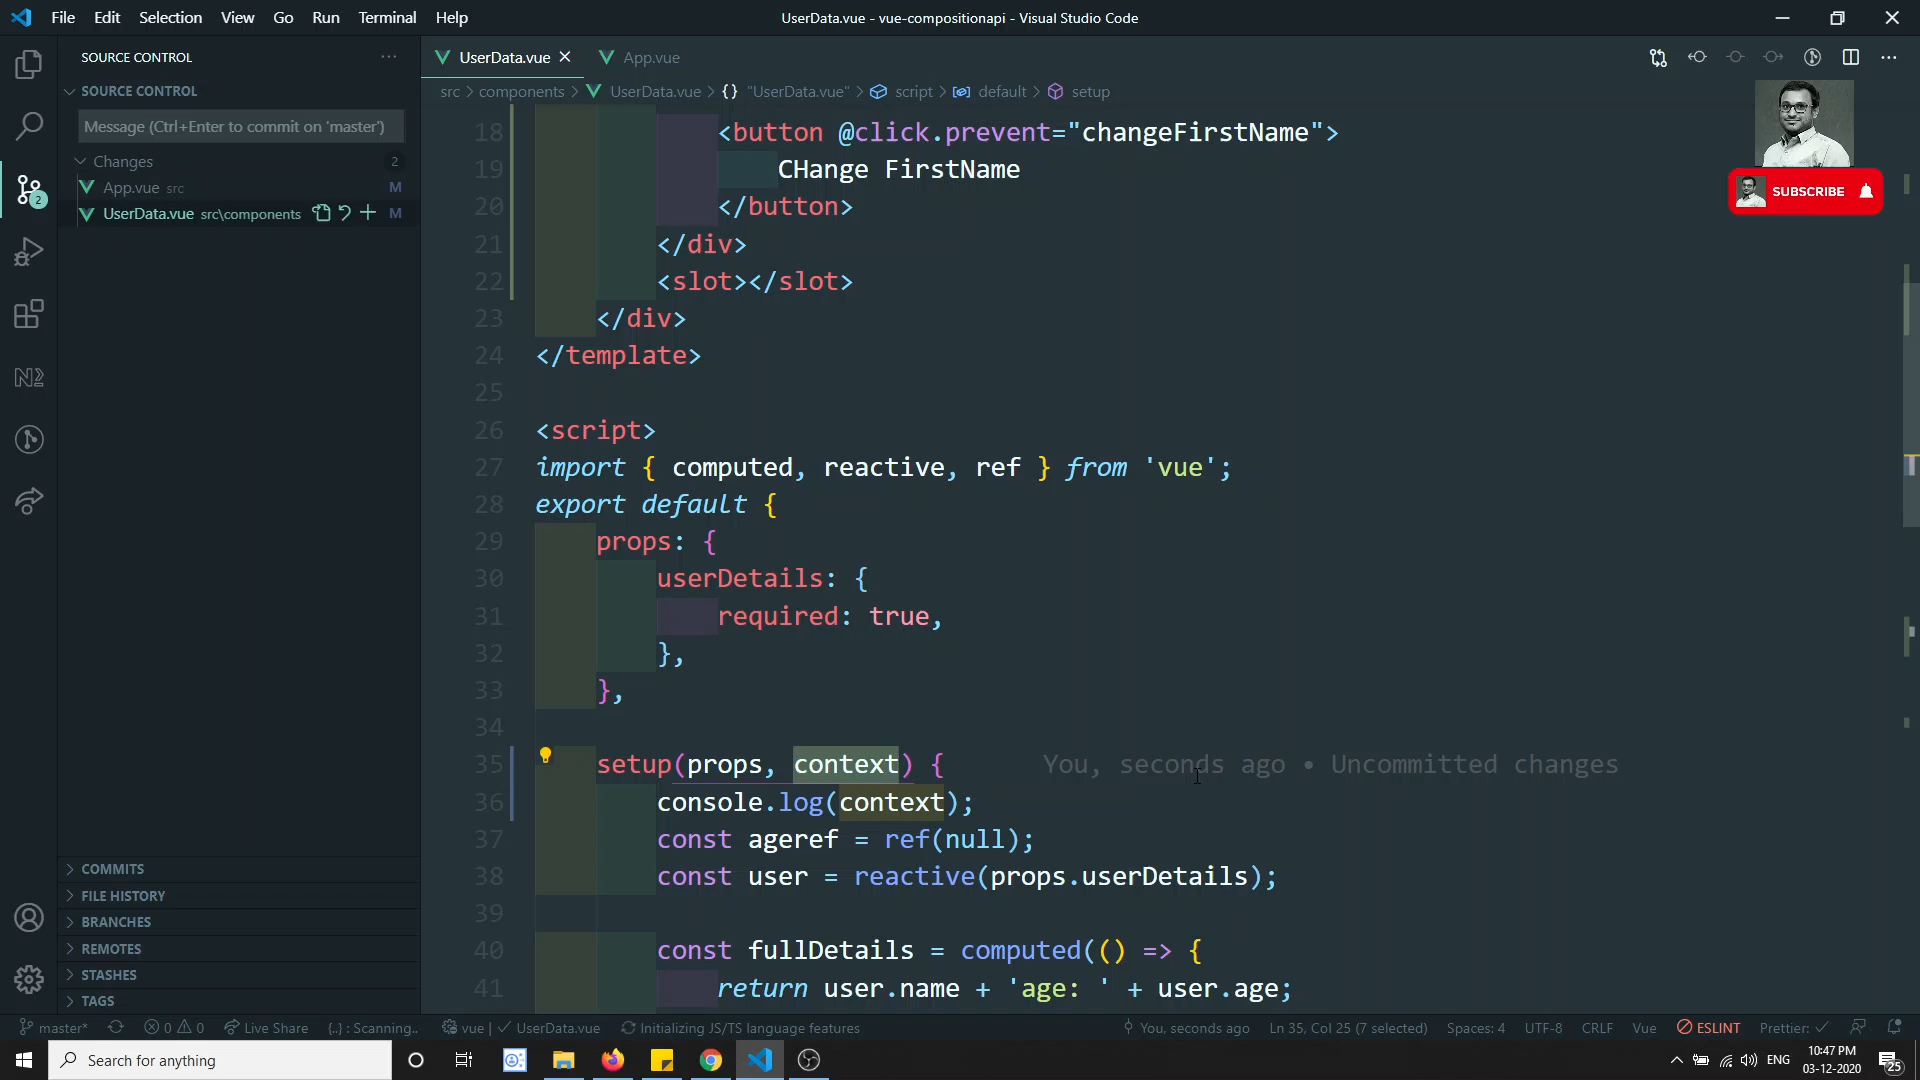 File Edit Selection View Go Run Terminal Help
UserData.vue - vue-compositionapi - Visual Studio Code
SOURCE CONTROL
UserData.vue
App.vue
SOURCE CONTROL
src > components > UserData.vue > {} "UserData.vue" > script > default > setup
Message (Ctrl+Enter to commit on 'master')
Changes 2
App.vue src M
UserData.vue src\components M
2
SUBSCRIBE
18 <button @click.prevent="changeFirstName">
19 CHange FirstName
20 </button>
21 </div>
22 <slot></slot>
23 </div>
24 </template>
25
26 <script>
27 import { computed, reactive, ref } from 'vue';
28 export default {
29 props: {
30 userDetails: {
31 required: true,
32 },
33 },
34
35 setup(props, context) { You, seconds ago • Uncommitted changes
36 console.log(context);
37 const ageref = ref(null);
38 const user = reactive(props.userDetails);
39
40 const fullDetails = computed(() => {
41 return user.name + 'age: ' + user.age;
COMMITS
FILE HISTORY
BRANCHES
REMOTES
STASHES
TAGS
master* 0 0 Live Share {..} : Scanning.. vue | ✓ UserData.vue Initializing JS/TS language features You, seconds ago Ln 35, Col 25 (7 selected) Spaces: 4 UTF-8 CRLF Vue ESLINT Prettier: ✓
Search for anything
ENG
10:47 PM
03-12-2020
25